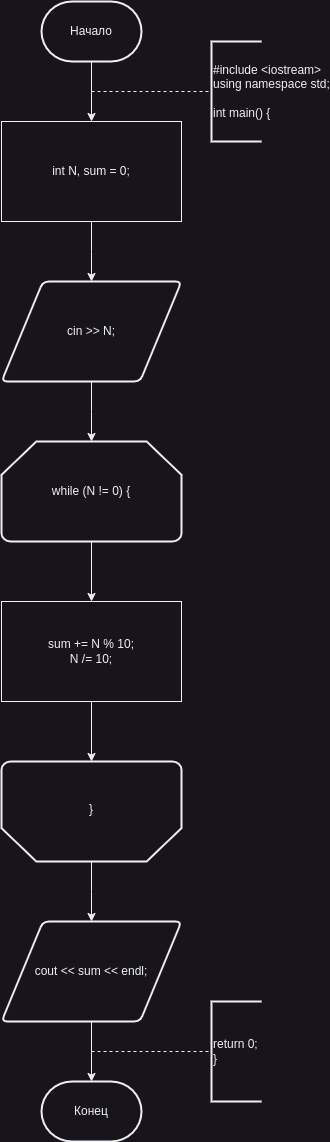 Начало
#include <iostream>
using namespace std;
int main() {
int N, sum = 0;
cin >> N;
while (N != 0) {
sum += N % 10;
N /= 10;
}
cout << sum << endl;
return 0;
}
Конец